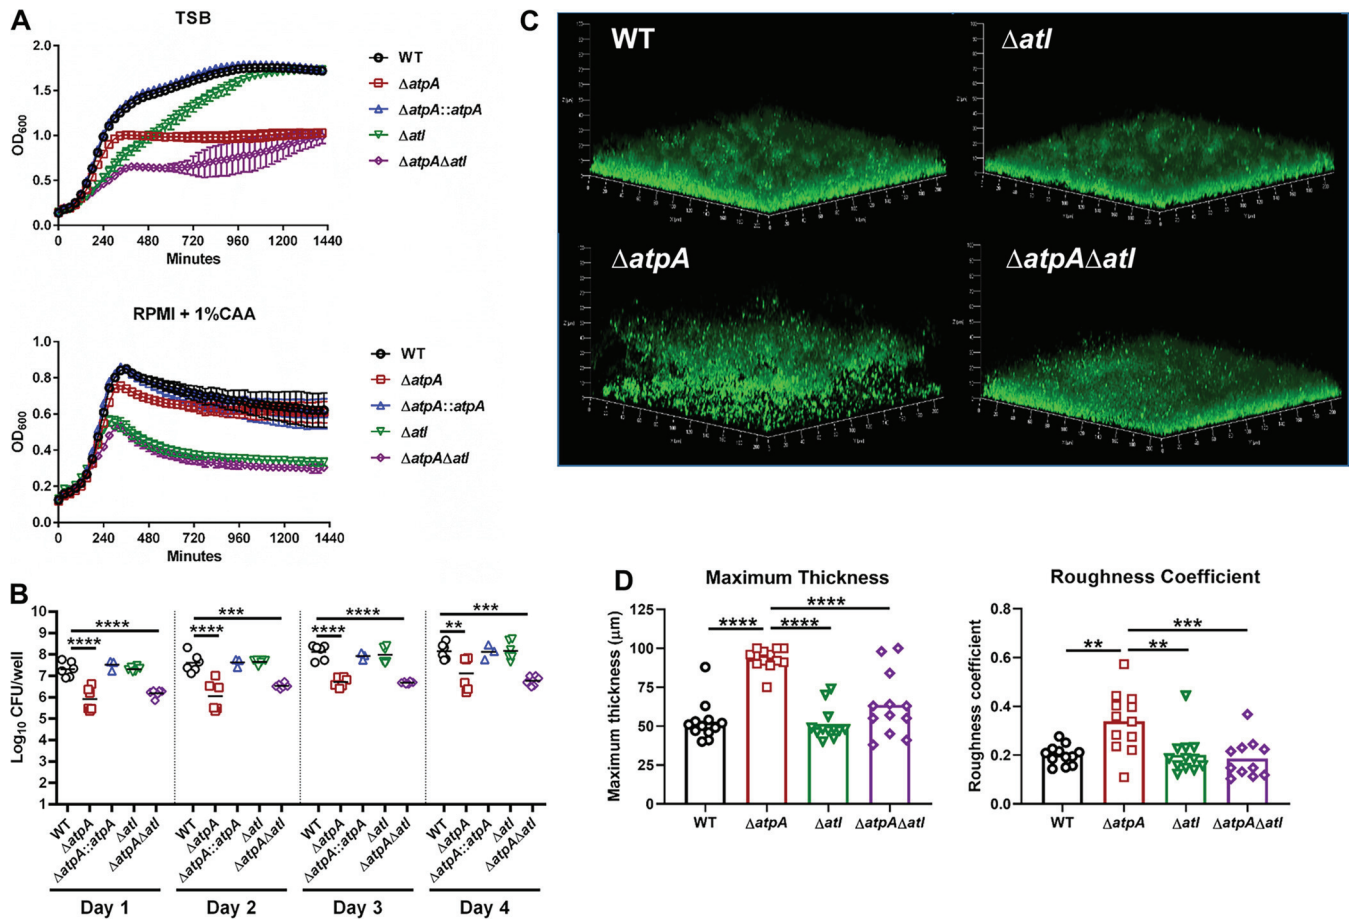 A
TSB
2.0
1.5
1.0
0.5
0.0
OD600
0 240 480 720 960 1200 1440
Minutes
WT
ΔatpA
ΔatpA::atpA
Δatl
ΔatpAΔatl
RPMI + 1%CAA
1.0
0.8
0.6
0.4
0.2
0.0
OD600
0 240 480 720 960 1200 1440
Minutes
WT
ΔatpA
ΔatpA::atpA
Δatl
ΔatpAΔatl
B
Log10 CFU/well
10
9
8
7
6
5
4
3
2
1
****
****
***
****
****
****
***
**
WT ΔatpA ΔatpA::atpA Δatl ΔatpAΔatl
WT ΔatpA ΔatpA::atpA Δatl ΔatpAΔatl
WT ΔatpA ΔatpA::atpA Δatl ΔatpAΔatl
WT ΔatpA ΔatpA::atpA Δatl ΔatpAΔatl
Day 1 Day 2 Day 3 Day 4
C
WT
Δatl
ΔatpA
ΔatpAΔatl
D
Maximum Thickness
Maximum thickness (μm)
125
100
75
50
25
0
****
**** ****
WT ΔatpA Δatl ΔatpAΔatl
Roughness Coefficient
Roughness coefficient
0.8
0.6
0.4
0.2
0.0
***
** **
WT ΔatpA Δatl ΔatpAΔatl